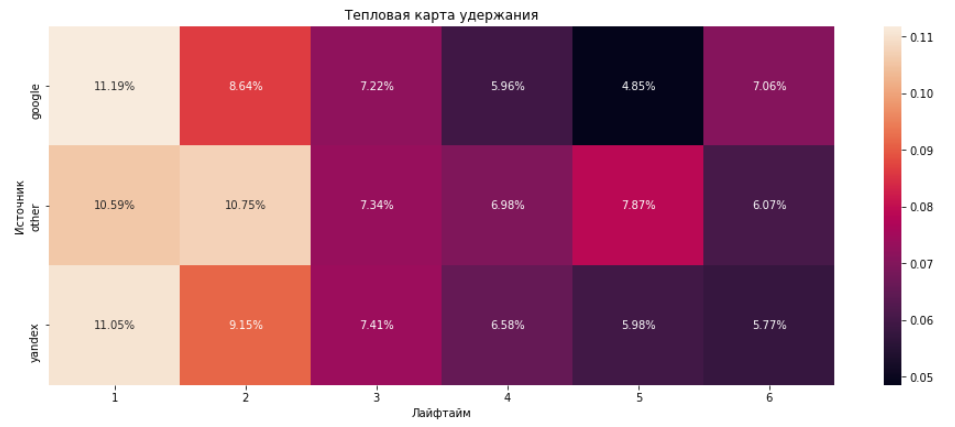 Тепловая карта удержания
Источник
google
11.19% 8.64% 7.22% 5.96% 4.85% 7.06%
other
10.59% 10.75% 7.34% 6.98% 7.87% 6.07%
yandex
11.05% 9.15% 7.41% 6.58% 5.98% 5.77%
1 2 3 4 5 6
Лайфтайм
0.11
0.10
0.09
0.08
0.07
0.06
0.05